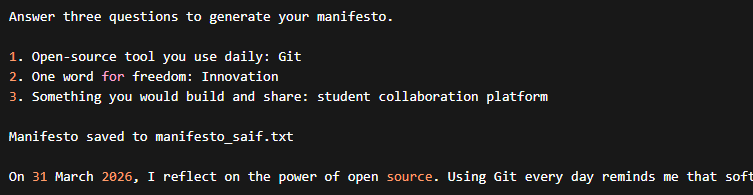 Answer three questions to generate your manifesto.
1. Open-source tool you use daily: Git
2. One word for freedom: Innovation
3. Something you would build and share: student collaboration platform
Manifesto saved to manifesto_saif.txt
On 31 March 2026, I reflect on the power of open source. Using Git every day reminds me that soft